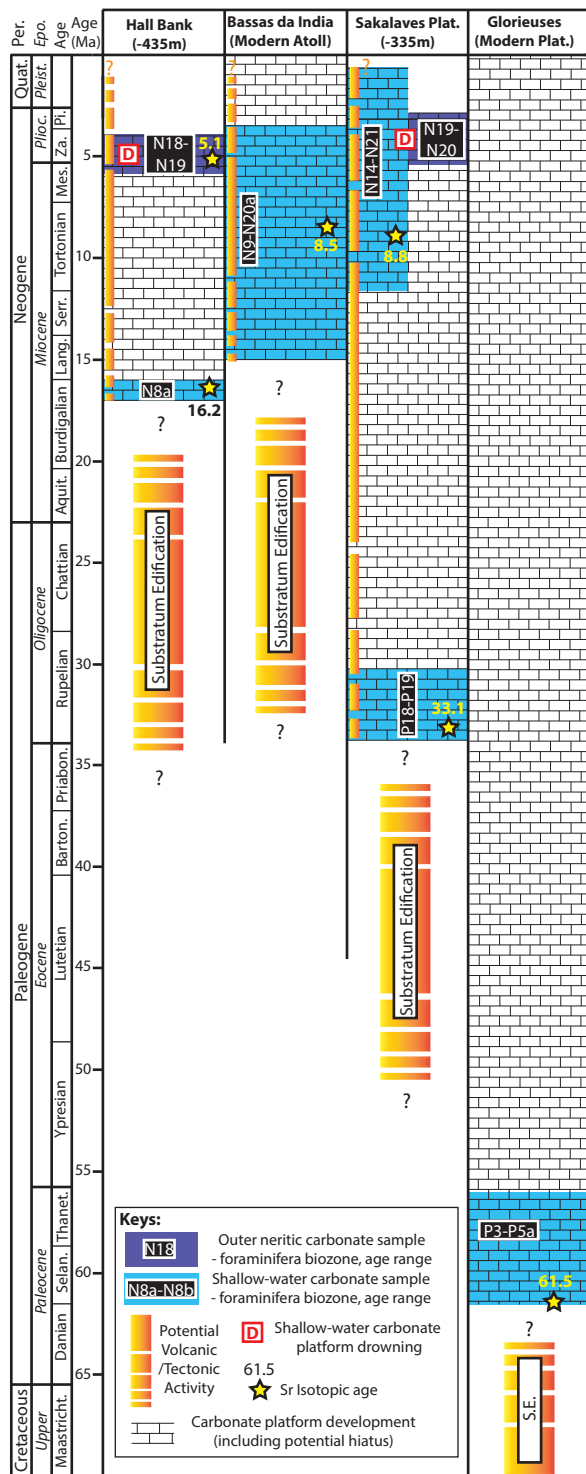 Per.
Epo.
Age
Age
(Ma)
Hall Bank
(-435m)
Bassas da India
(Modern Atoll)
Sakalaves Plat.
(-335m)
Glorieuses
(Modern Plat.)
Quat.
Pleist.
Plioc.
Pi.
Za.
Neogene
Miocene
Mes.
Tortonian
Serr.
Lang.
Burdigalian
Aquit.
Paleogene
Oligocene
Chattian
Rupelian
Eocene
Priabon.
Barton.
Lutetian
Ypresian
Paleocene
Thanet.
Selan.
Danian
Cretaceous
Upper
Maastricht.
5
10
15
20
25
30
35
40
45
50
55
60
65
?
N18-
N19
5.1
D
N8a
16.2
?
Substratum Edification
?
?
N9-N20a
8.5
?
Substratum Edification
?
?
N14-N21
D
8.8
P18-P19
33.1
?
Substratum Edification
?
N19-
N20
P3-P5a
61.5
?
S.E.
Keys:
N18
Outer neritic carbonate sample
- foraminifera biozone, age range
N8a-N8b
Shallow-water carbonate sample
- foraminifera biozone, age range
Potential
Volcanic
/Tectonic
Activity
D
Shallow-water carbonate
platform drowning
61.5
Sr Isotopic age
Carbonate platform development
(including potential hiatus)